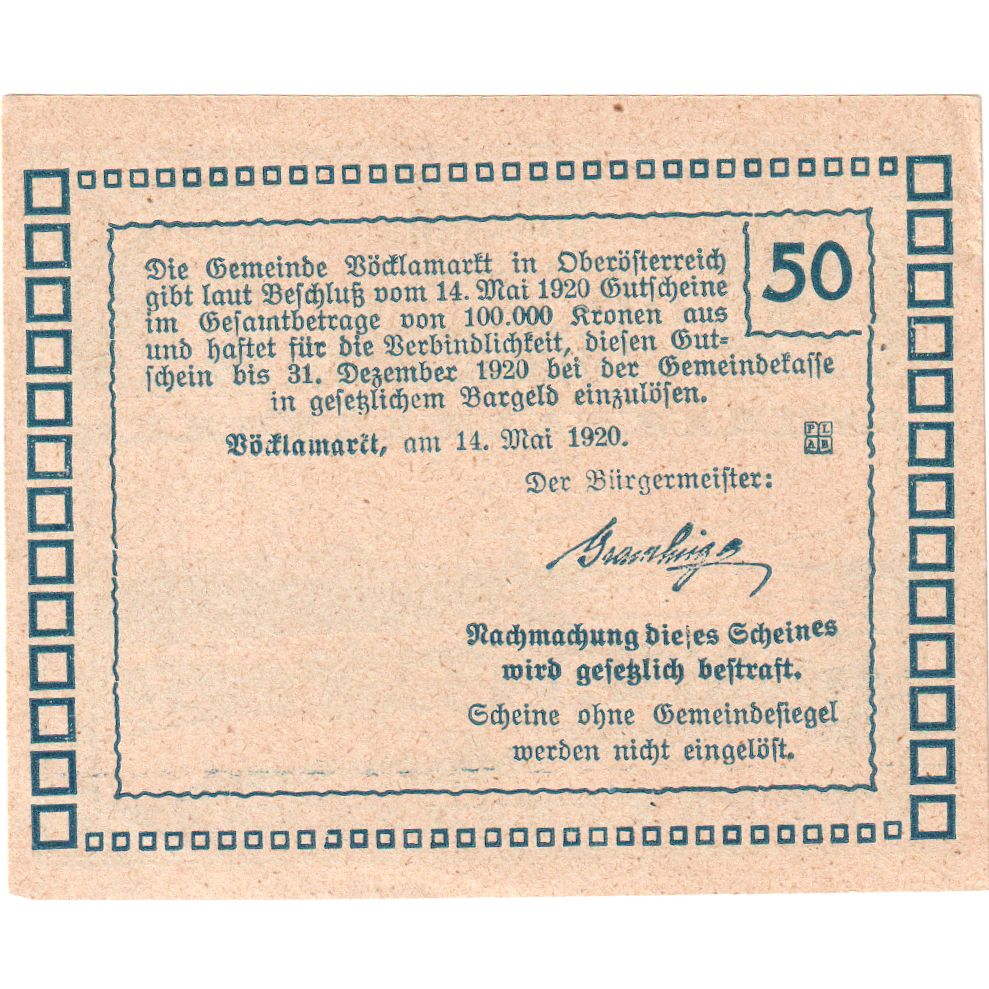 Die Gemeinde Vöcklamarkt in Oberösterreich
gibt laut Beschluß vom 14. Mai 1920 Gutscheine
im Gesamtbetrage von 100.000 Kronen aus
und haftet für die Verbindlichkeit, diesen Gut=
schein bis 31. Dezember 1920 bei der Gemeindekasse
in gesetzlichem Bargeld einzulösen.
50
Vöcklamarkt, am 14. Mai 1920.
PL
AB
Der Bürgermeister:
Nachmachung dieses Scheines
wird gesetzlich bestraft.
Scheine ohne Gemeindesiegel
werden nicht eingelöst.